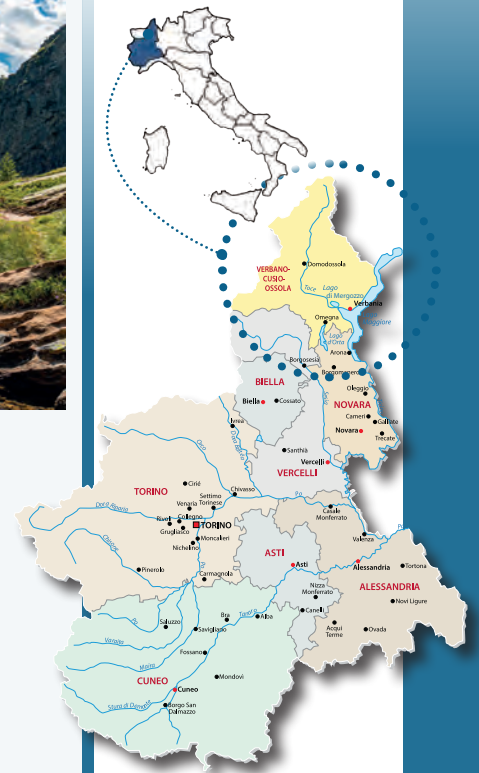 VERBANO-
CUSIO-
OSSOLA
Domodossola
Toce
Lago
di Mergozzo
Verbania
Omegna
Lago
d'Orta
Maggiore
Arona
Borgosesia
Borgomanero
BIELLA
Biella
Cossato
Sesia
Oleggio
NOVARA
Cameri
Galliate
Novara
Trecate
Ivrea
Orco
Dora Baltea
Santhià
Vercelli
VERCELLI
TORINO
Cirié
Chivasso
Settimo
Torinese
Venaria
Dora Riparia
Rivoli
Collegno
TORINO
Grugliasco
Moncalieri
Nichelino
Chisone
Pinerolo
Carmagnola
Po
Po
Casale
Monferrato
Valenza
ASTI
Asti
Alessandria
Tortona
ALESSANDRIA
Nizza
Monferrato
Canelli
Novi Ligure
Acqui
Terme
Ovada
Po
Saluzzo
Bra
Tanaro
Alba
Savigliano
Varaita
Fossano
Maira
CUNEO
Mondovì
Cuneo
Stura di Demonte
Borgo San
Dalmazzo